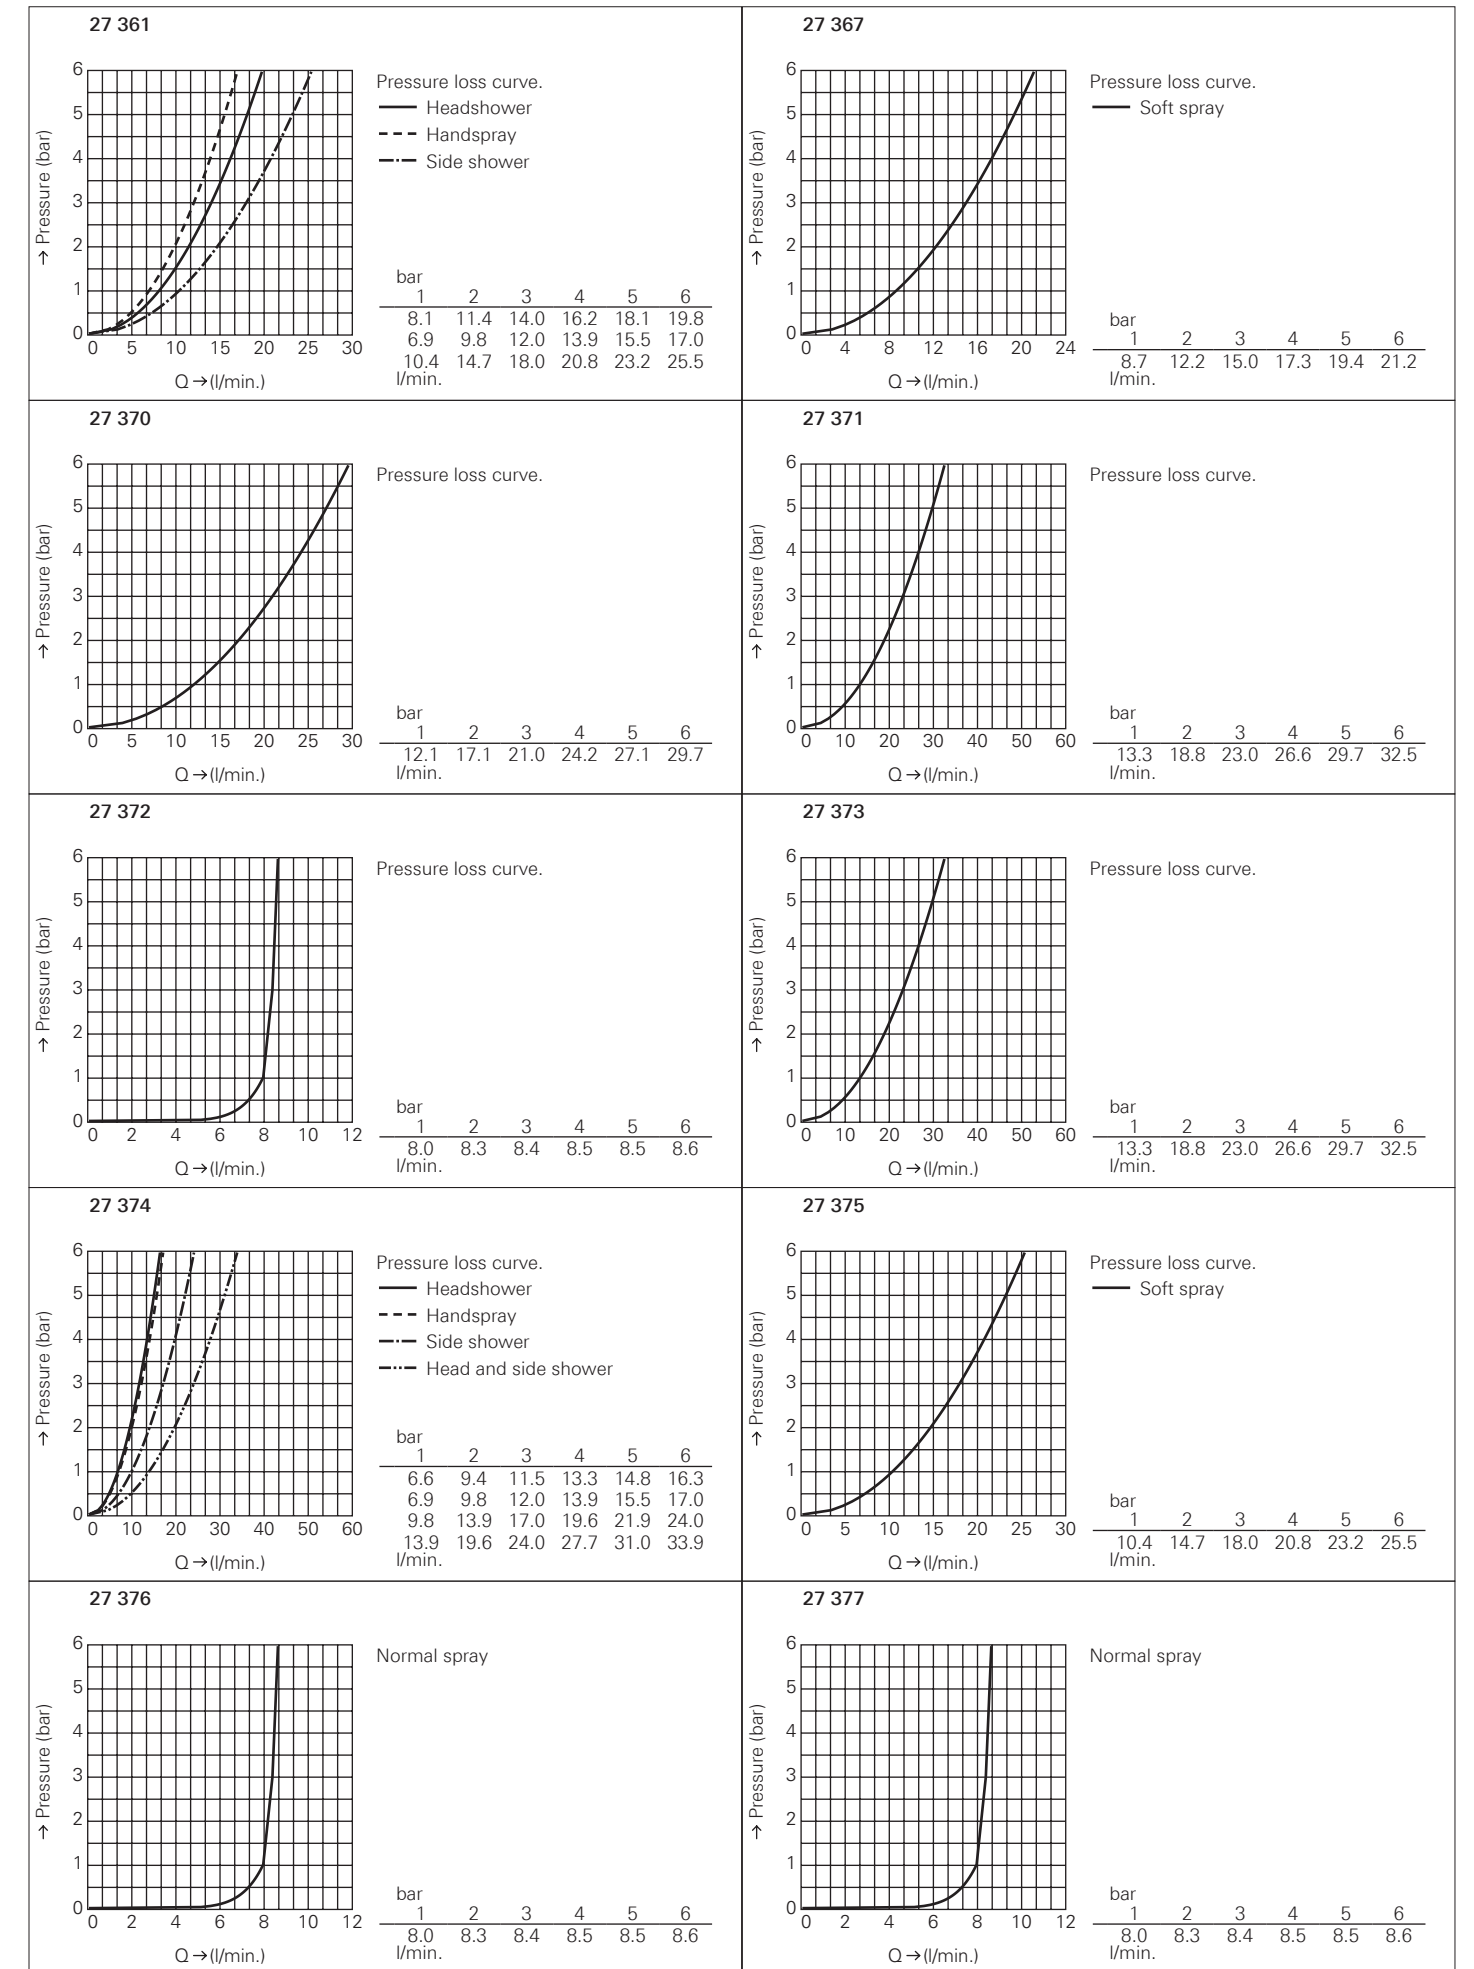 27 361
6
5
4
3
2
1
0
→ Pressure (bar)
0 5 10 15 20 25 30
Q → (l/min.)
Pressure loss curve.
Headshower
Handspray
Side shower
bar
1 2 3 4 5 6
8.1 11.4 14.0 16.2 18.1 19.8
6.9 9.8 12.0 13.9 15.5 17.0
10.4 14.7 18.0 20.8 23.2 25.5
l/min.
27 367
6
5
4
3
2
1
0
→ Pressure (bar)
0 4 8 12 16 20 24
Q → (l/min.)
Pressure loss curve.
Soft spray
bar
1 2 3 4 5 6
8.7 12.2 15.0 17.3 19.4 21.2
l/min.
27 370
6
5
4
3
2
1
0
→ Pressure (bar)
0 5 10 15 20 25 30
Q → (l/min.)
Pressure loss curve.
bar
1 2 3 4 5 6
12.1 17.1 21.0 24.2 27.1 29.7
l/min.
27 371
6
5
4
3
2
1
0
→ Pressure (bar)
0 10 20 30 40 50 60
Q → (l/min.)
Pressure loss curve.
bar
1 2 3 4 5 6
13.3 18.8 23.0 26.6 29.7 32.5
l/min.
27 372
6
5
4
3
2
1
0
→ Pressure (bar)
0 2 4 6 8 10 12
Q → (l/min.)
Pressure loss curve.
bar
1 2 3 4 5 6
8.0 8.3 8.4 8.5 8.5 8.6
l/min.
27 373
6
5
4
3
2
1
0
→ Pressure (bar)
0 10 20 30 40 50 60
Q → (l/min.)
Pressure loss curve.
bar
1 2 3 4 5 6
13.3 18.8 23.0 26.6 29.7 32.5
l/min.
27 374
6
5
4
3
2
1
0
→ Pressure (bar)
0 10 20 30 40 50 60
Q → (l/min.)
Pressure loss curve.
Headshower
Handspray
Side shower
Head and side shower
bar
1 2 3 4 5 6
6.6 9.4 11.5 13.3 14.8 16.3
6.9 9.8 12.0 13.9 15.5 17.0
9.8 13.9 17.0 19.6 21.9 24.0
13.9 19.6 24.0 27.7 31.0 33.9
l/min.
27 375
6
5
4
3
2
1
0
→ Pressure (bar)
0 5 10 15 20 25 30
Q → (l/min.)
Pressure loss curve.
Soft spray
bar
1 2 3 4 5 6
10.4 14.7 18.0 20.8 23.2 25.5
l/min.
27 376
6
5
4
3
2
1
0
→ Pressure (bar)
0 2 4 6 8 10 12
Q → (l/min.)
Normal spray
bar
1 2 3 4 5 6
8.0 8.3 8.4 8.5 8.5 8.6
l/min.
27 377
6
5
4
3
2
1
0
→ Pressure (bar)
0 2 4 6 8 10 12
Q → (l/min.)
Normal spray
bar
1 2 3 4 5 6
8.0 8.3 8.4 8.5 8.5 8.6
l/min.